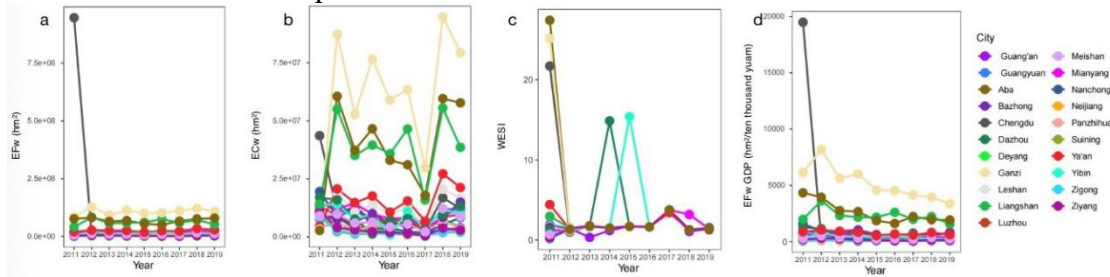 a
EFw (hm²)
7.5e+08
5.0e+08
2.5e+08
0.0e+00
2011 2012 2013 2014 2015 2016 2017 2018 2019
Year
b
ECw (hm²)
7.5e+07
5.0e+07
2.5e+07
0.0e+00
2011 2012 2013 2014 2015 2016 2017 2018 2019
Year
c
WESI
20
10
0
2011 2012 2013 2014 2015 2016 2017 2018 2019
Year
d
EFw GDP (hm²/ten thousand yuam)
20000
15000
10000
5000
0
2011 2012 2013 2014 2015 2016 2017 2018 2019
Year
City
Guang'an
Guangyuan
Aba
Bazhong
Chengdu
Dazhou
Deyang
Ganzi
Leshan
Liangshan
Luzhou
Meishan
Mianyang
Nanchong
Neijiang
Panzhihua
Suining
Ya'an
Yibin
Zigong
Ziyang